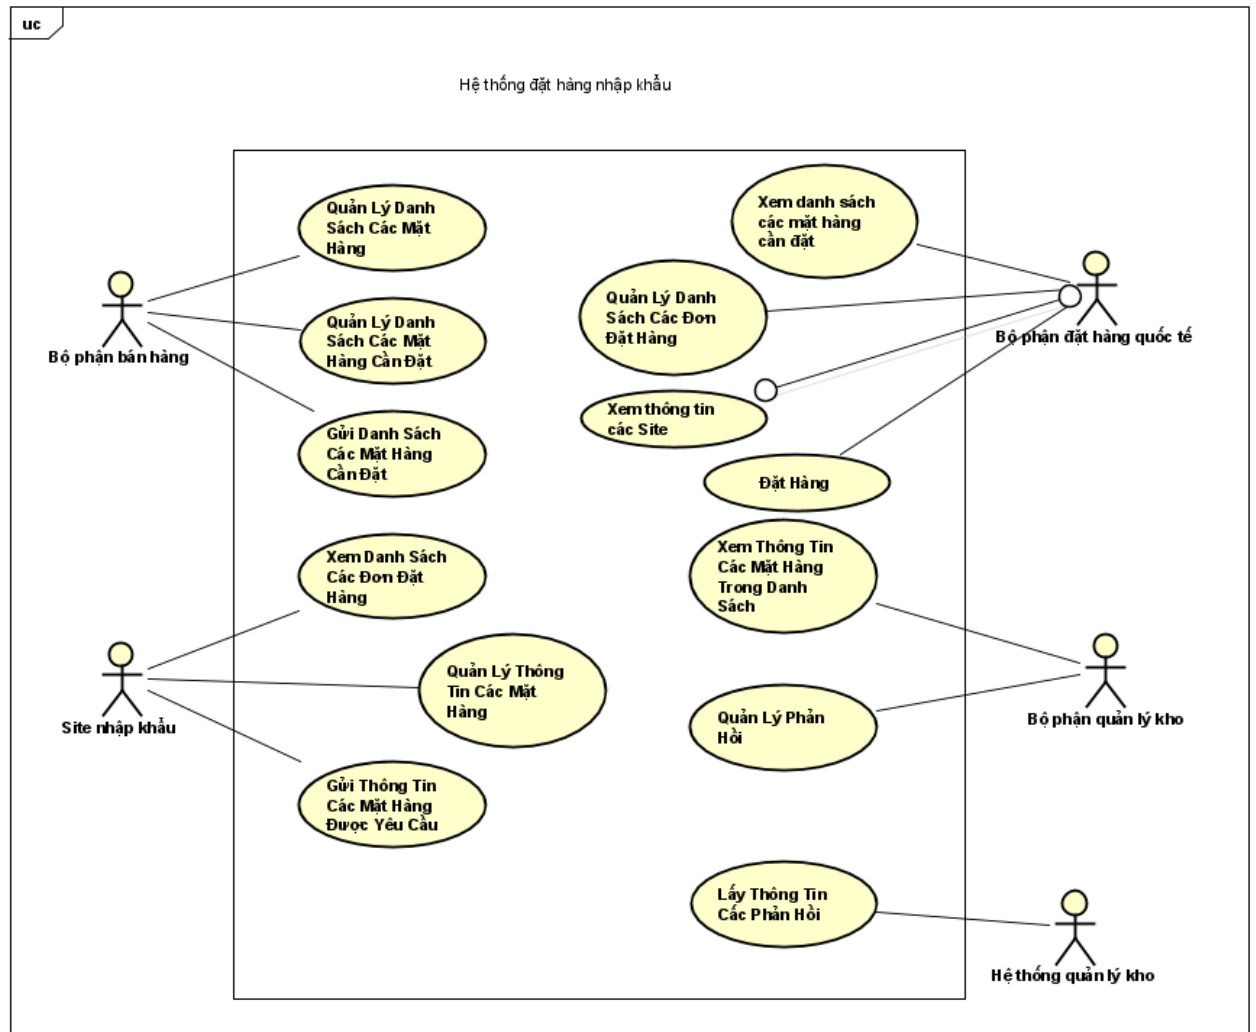 uc
Hệ thống đặt hàng nhập khẩu
Quản Lý Danh
Sách Các Mặt
Hàng
Quản Lý Danh
Sách Các Mặt
Hàng Cần Đặt
Gửi Danh Sách
Các Mặt Hàng
Cần Đặt
Bộ phận bán hàng
Xem Danh Sách
Các Đơn Đặt
Hàng
Quản Lý Thông
Tin Các Mặt
Hàng
Gửi Thông Tin
Các Mặt Hàng
Được Yêu Cầu
Site nhập khẩu
Xem danh sách
các mặt hàng
cần đặt
Quản Lý Danh
Sách Các Đơn
Đặt Hàng
Xem thông tin
các Site
Đặt Hàng
Bộ phận đặt hàng quốc tế
Xem Thông Tin
Các Mặt Hàng
Trong Danh
Sách
Quản Lý Phản
Hồi
Bộ phận quản lý kho
Lấy Thông Tin
Các Phản Hồi
Hệ thống quản lý kho